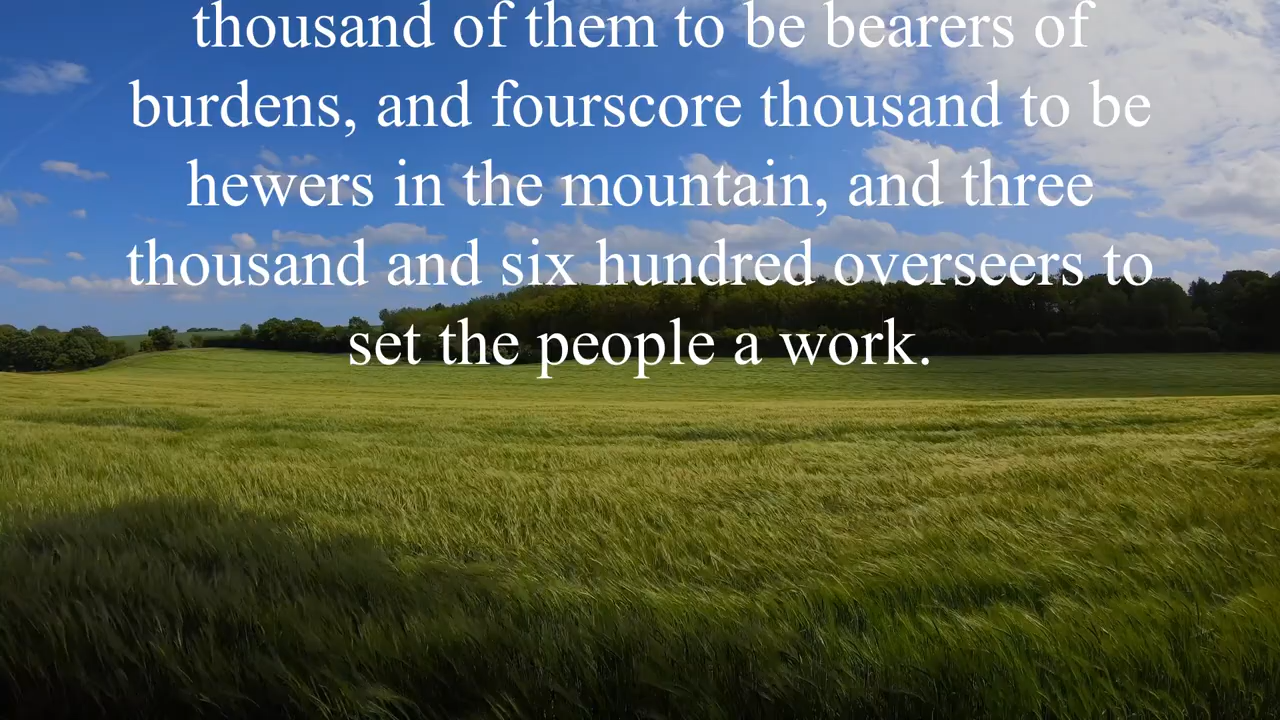 thousand of them to be bearers of
burdens, and fourscore thousand to be
hewers in the mountain, and three
thousand and six hundred overseers to
set the people a work.